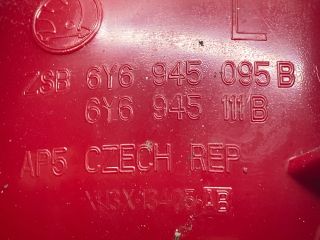 L
ZSB 6Y6 945 095 B
6Y6 945 111 B
AP5 CZECH REP.